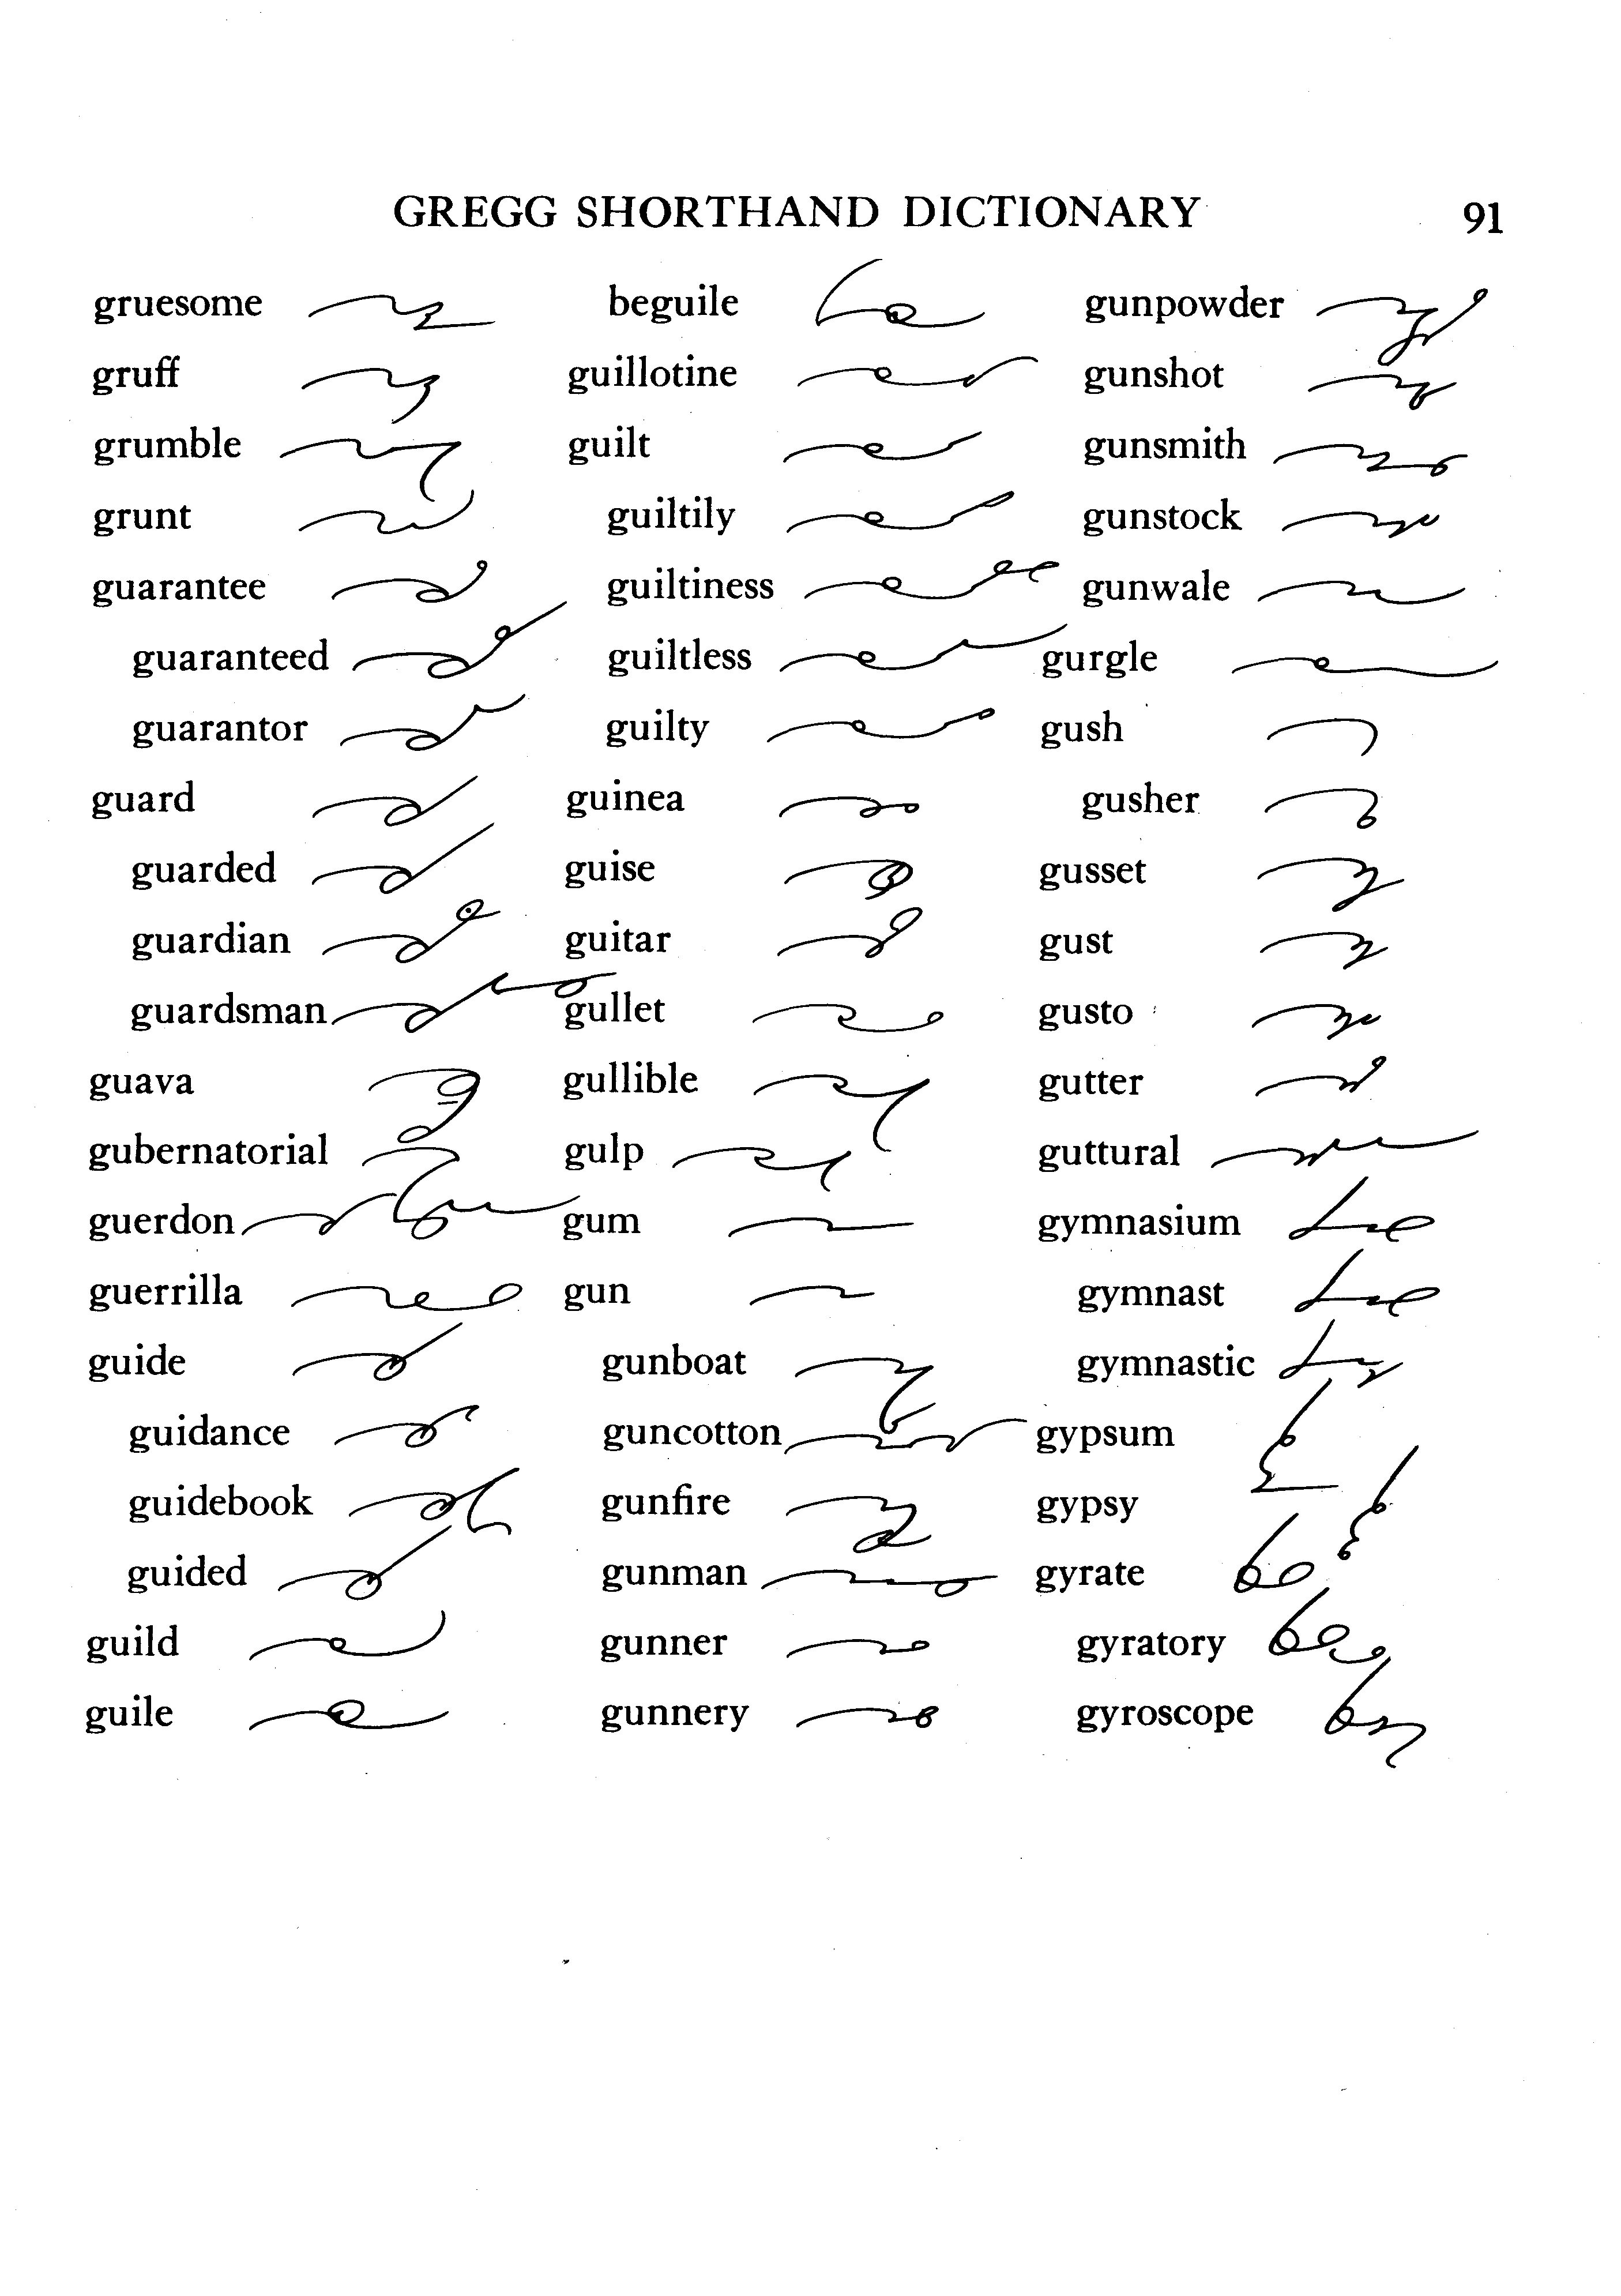 GREGG SHORTHAND DICTIONARY 91
gruesome
gruff
grumble
grunt
guarantee
guaranteed
guarantor
guard
guarded
guardian
guardsman
guava
gubernatorial
guerdon
guerrilla
guide
guidance
guidebook
guided
guild
guile
beguile
guillotine
guilt
guiltily
guiltiness
guiltless
guilty
guinea
guise
guitar
gullet
gullible
gulp
gum
gun
gunboat
guncotton
gunfire
gunman
gunner
gunnery
gunpowder
gunshot
gunsmith
gunstock
gunwale
gurgle
gush
gusher
gusset
gust
gusto
gutter
guttural
gymnasium
gymnast
gymnastic
gypsum
gypsy
gyrate
gyratory
gyroscope